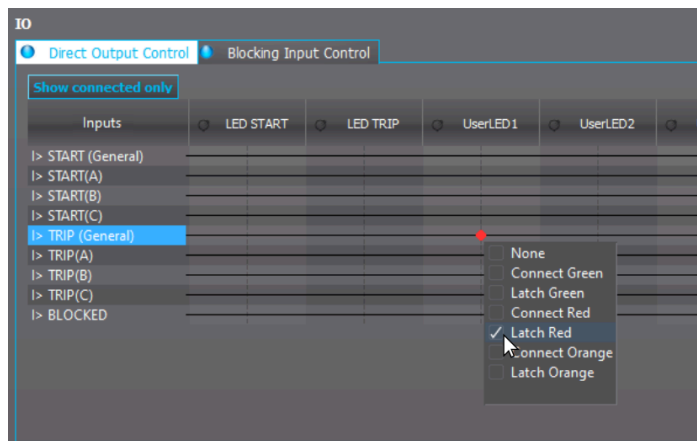 IO
Direct Output Control Blocking Input Control
Show connected only
Inputs LED START LED TRIP UserLED1 UserLED2
I> START (General)
I> START(A)
I> START(B)
I> START(C)
I> TRIP (General)
I> TRIP(A)
I> TRIP(B)
I> TRIP(C)
I> BLOCKED
None
Connect Green
Latch Green
Connect Red
Latch Red
Connect Orange
Latch Orange